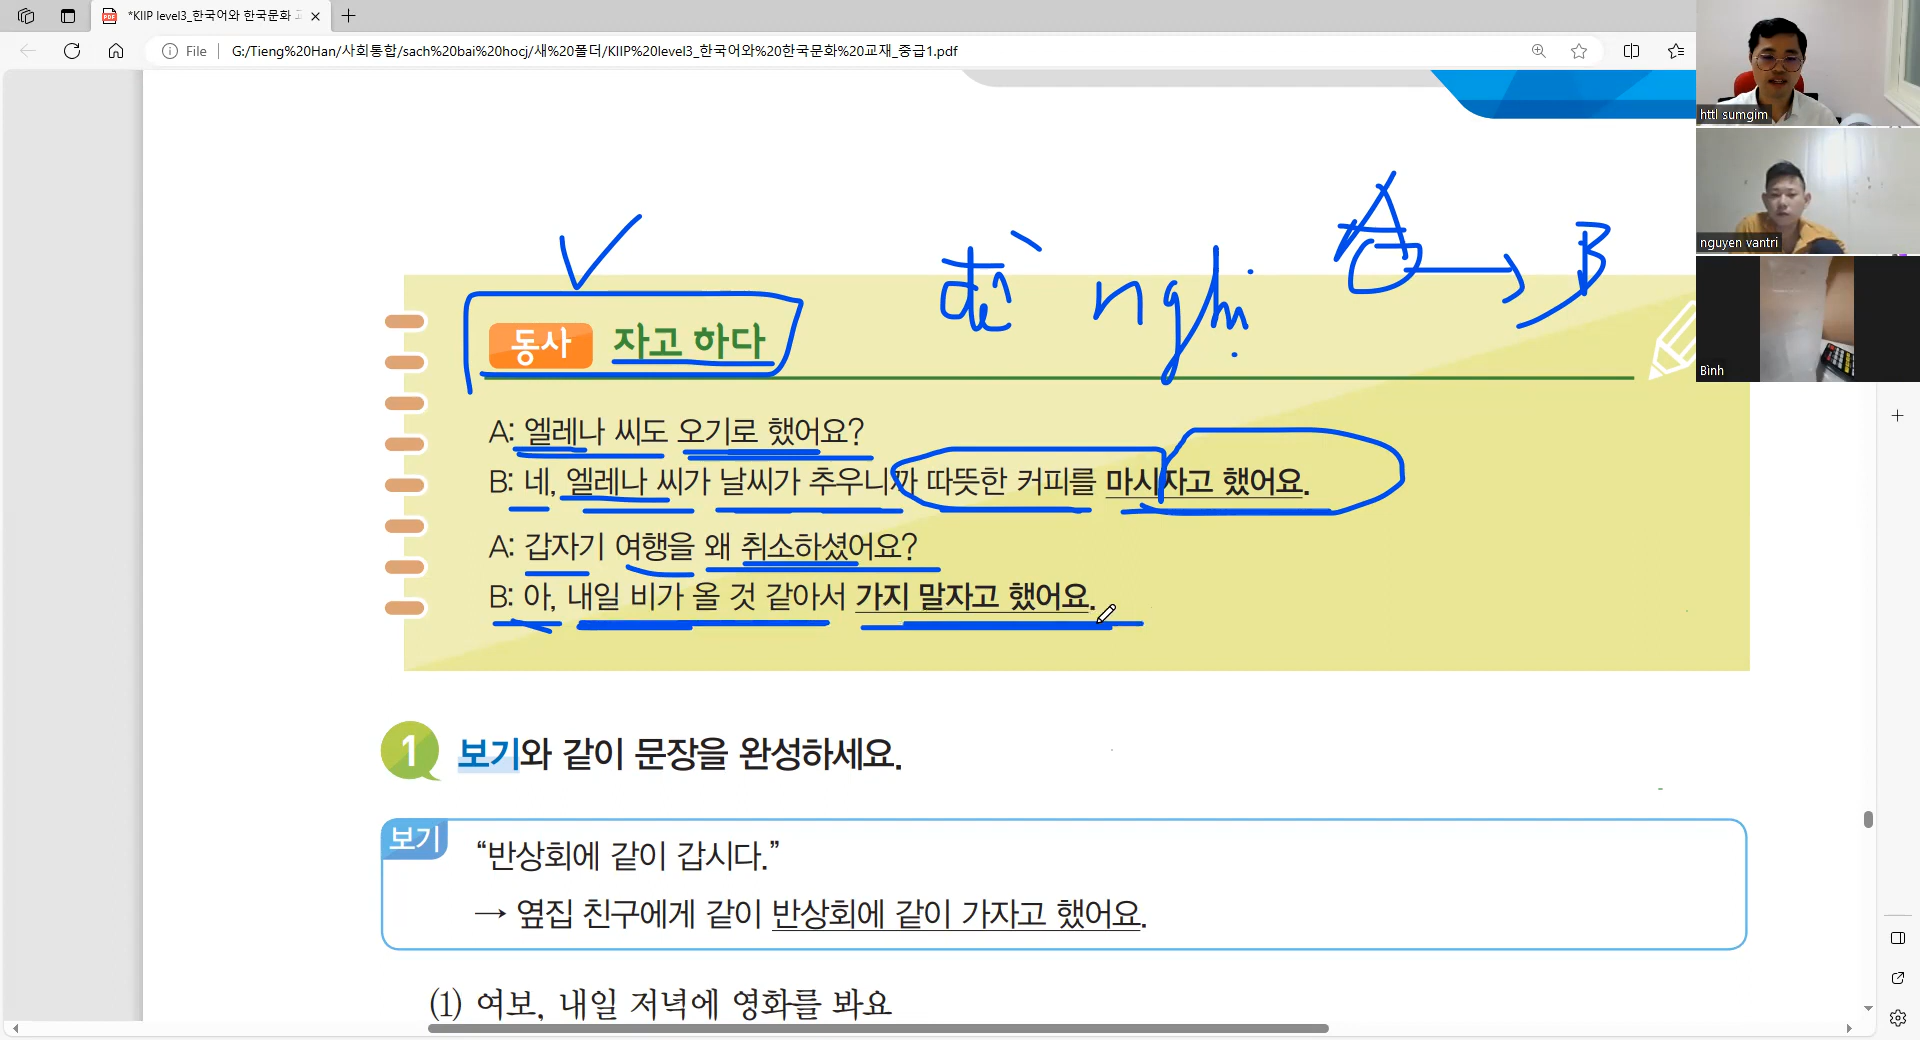 *KIIP level3_한국어와 한국문화 교
File
G:/Tieng%20Han/사회통합/sach%20bai%20hocj/새%20폴더/KIIP%20level3_한국어와%20한국문화%20교재_중급1.pdf
httl sumgim
nguyen vantri
Bình
đề nghị
A → B
동사 자고 하다
A: 엘레나 씨도 오기로 했어요?
B: 네, 엘레나 씨가 날씨가 추우니까 따뜻한 커피를 마시자고 했어요.
A: 갑자기 여행을 왜 취소하셨어요?
B: 아, 내일 비가 올 것 같아서 가지 말자고 했어요.
1 보기와 같이 문장을 완성하세요.
보기
“반상회에 같이 갑시다.”
→ 옆집 친구에게 같이 반상회에 같이 가자고 했어요.
(1) 여보, 내일 저녁에 영화를 봐요